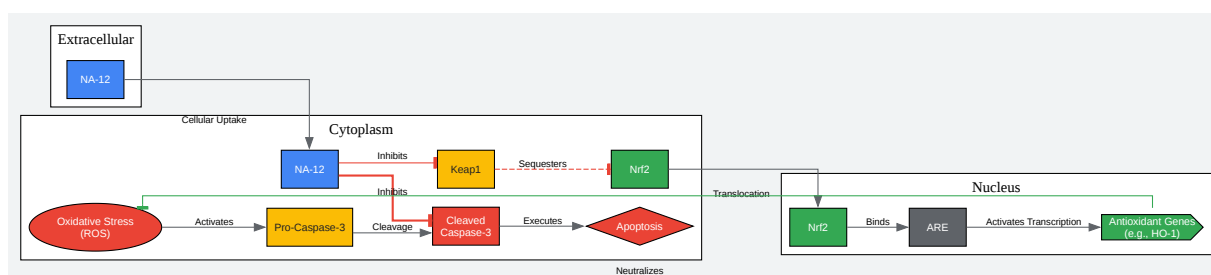 Extracellular
NA-12
Cellular Uptake
Cytoplasm
NA-12
Inhibits
Keap1
Sequesters
Nrf2
Inhibits
Translocation
Nucleus
Oxidative Stress
(ROS)
Activates
Pro-Caspase-3
Cleavage
Cleaved
Caspase-3
Executes
Apoptosis
Nrf2
Binds
ARE
Activates Transcription
Antioxidant Genes
(e.g., HO-1)
Neutralizes